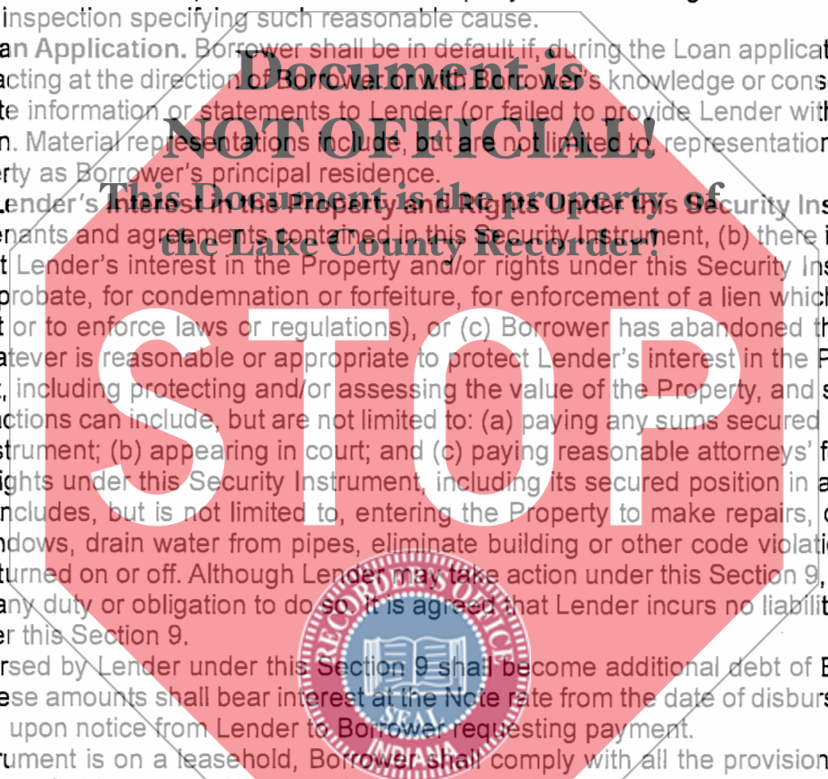 inspection specifying such reasonable cause.
an Application. Borrower shall be in default if, during the Loan applicat
acting at the direction of Borrower or with Borrower's knowledge or cons
te information or statements to Lender (or failed to provide Lender with
n. Material representations include, but are not limited to, representation
rty as Borrower's principal residence.
Lender's Interest in the Property and Rights Under this Security Ins
nants and agreements contained in this Security Instrument, (b) there i
t Lender's interest in the Property and/or rights under this Security Ins
probate, for condemnation or forfeiture, for enforcement of a lien which
t or to enforce laws or regulations), or (c) Borrower has abandoned th
atever is reasonable or appropriate to protect Lender's interest in the P
t, including protecting and/or assessing the value of the Property, and s
actions can include, but are not limited to: (a) paying any sums secured
strument; (b) appearing in court; and (c) paying reasonable attorneys' f
ights under this Security Instrument, including its secured position in a
ncludes, but is not limited to, entering the Property to make repairs, c
ndows, drain water from pipes, eliminate building or other code violati
turned on or off. Although Lender may take action under this Section 9,
any duty or obligation to do so. It is agreed that Lender incurs no liabilit
er this Section 9.
rsed by Lender under this Section 9 shall become additional debt of B
ese amounts shall bear interest at the Note rate from the date of disburs
upon notice from Lender to Borrower requesting payment.
rument is on a leasehold, Borrower shall comply with all the provision
Document is
NOT OFFICIAL!
This Document is the property of
the Lake County Recorder!
STOP
RECORDER'S OFFICE
SEAL
INDIANA